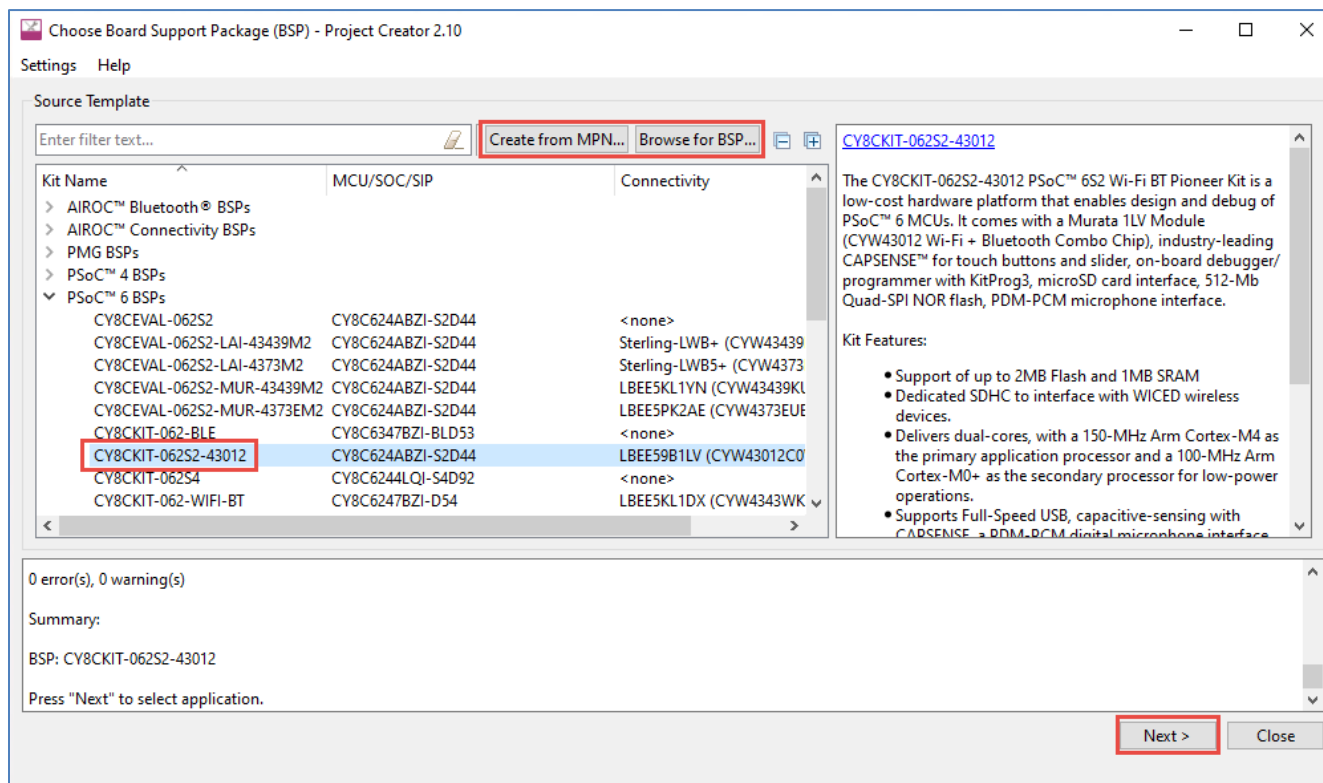 Choose Board Support Package (BSP) - Project Creator 2.10
Settings Help
Source Template
Enter filter text...
Create from MPN... Browse for BSP...
Kit Name MCU/SOC/SIP Connectivity
AIROC™ Bluetooth® BSPs
AIROC™ Connectivity BSPs
PMG BSPs
PSoC™ 4 BSPs
PSoC™ 6 BSPs
CY8CEVAL-062S2 CY8C624ABZI-S2D44 <none>
CY8CEVAL-062S2-LAI-43439M2 CY8C624ABZI-S2D44 Sterling-LWB+ (CYW43439
CY8CEVAL-062S2-LAI-4373M2 CY8C624ABZI-S2D44 Sterling-LWB5+ (CYW4373
CY8CEVAL-062S2-MUR-43439M2 CY8C624ABZI-S2D44 LBEE5KL1YN (CYW43439KU
CY8CEVAL-062S2-MUR-4373EM2 CY8C624ABZI-S2D44 LBEE5PK2AE (CYW4373EUE
CY8CKIT-062-BLE CY8C6347BZI-BLD53 <none>
CY8CKIT-062S2-43012 CY8C624ABZI-S2D44 LBEE59B1LV (CYW43012C0
CY8CKIT-062S4 CY8C6244LQI-S4D92 <none>
CY8CKIT-062-WIFI-BT CY8C6247BZI-D54 LBEE5KL1DX (CYW4343WK
CY8CKIT-062S2-43012
The CY8CKIT-062S2-43012 PSoC™ 6S2 Wi-Fi BT Pioneer Kit is a
low-cost hardware platform that enables design and debug of
PSoC™ 6 MCUs. It comes with a Murata 1LV Module
(CYW43012 Wi-Fi + Bluetooth Combo Chip), industry-leading
CAPSENSE™ for touch buttons and slider, on-board debugger/
programmer with KitProg3, microSD card interface, 512-Mb
Quad-SPI NOR flash, PDM-PCM microphone interface.
Kit Features:
• Support of up to 2MB Flash and 1MB SRAM
• Dedicated SDHC to interface with WICED wireless
devices.
• Delivers dual-cores, with a 150-MHz Arm Cortex-M4 as
the primary application processor and a 100-MHz Arm
Cortex-M0+ as the secondary processor for low-power
operations.
• Supports Full-Speed USB, capacitive-sensing with
CAPSENSE, a PDM-PCM digital microphone interface
0 error(s), 0 warning(s)
Summary:
BSP: CY8CKIT-062S2-43012
Press "Next" to select application.
Next > Close